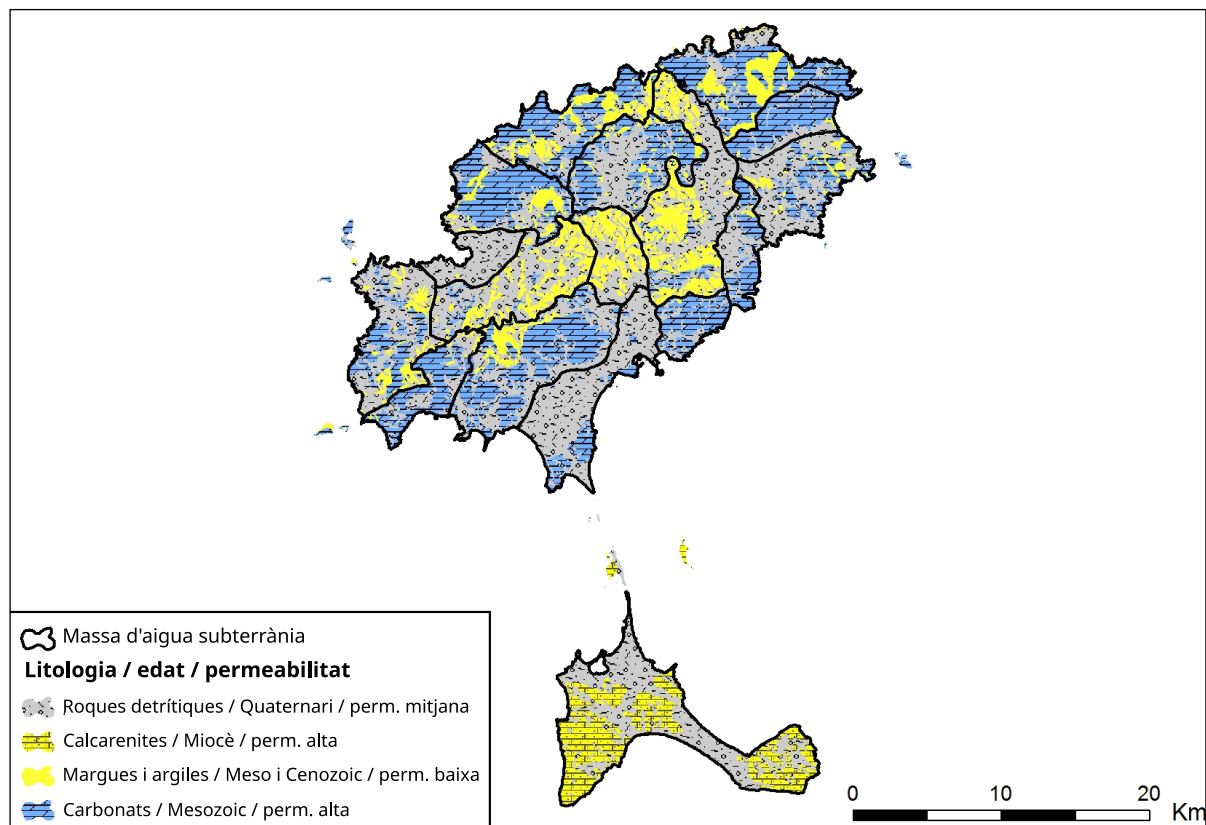 Massa d'aigua subterrània
Litologia / edat / permeabilitat
Roques detrítiques / Quaternari / perm. mitjana
Calcarenites / Miocè / perm. alta
Margues i argiles / Meso i Cenozoic / perm. baixa
Carbonats / Mesozoic / perm. alta
0 10 20
Km